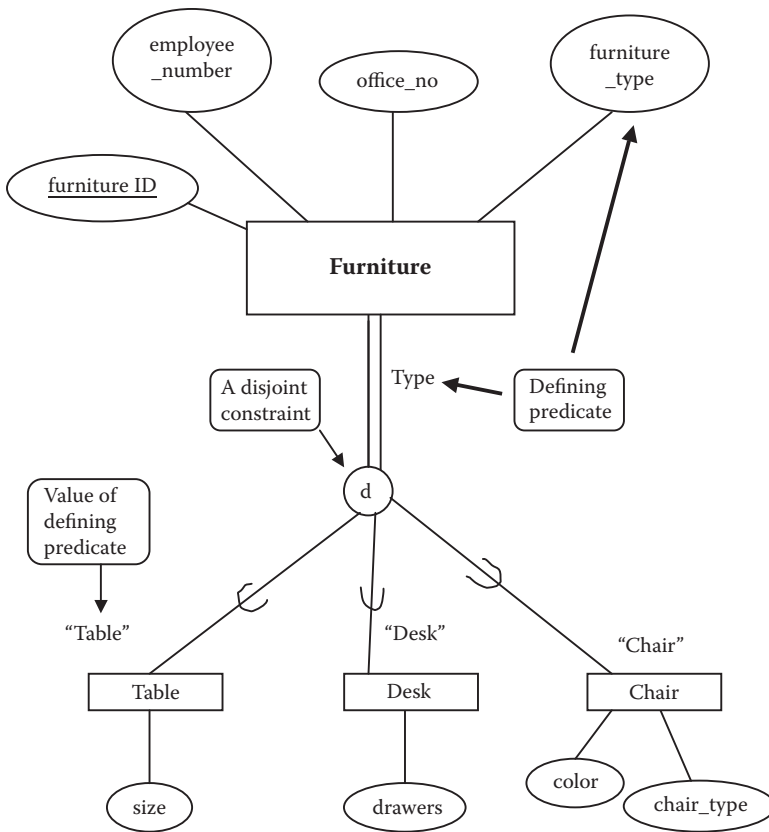 employee
_number
office_no
furniture
_type
furniture ID
Furniture
Type
Defining
predicate
A disjoint
constraint
d
Value of
defining
predicate
“Table”
“Desk”
“Chair”
Table
Desk
Chair
size
drawers
color
chair_type